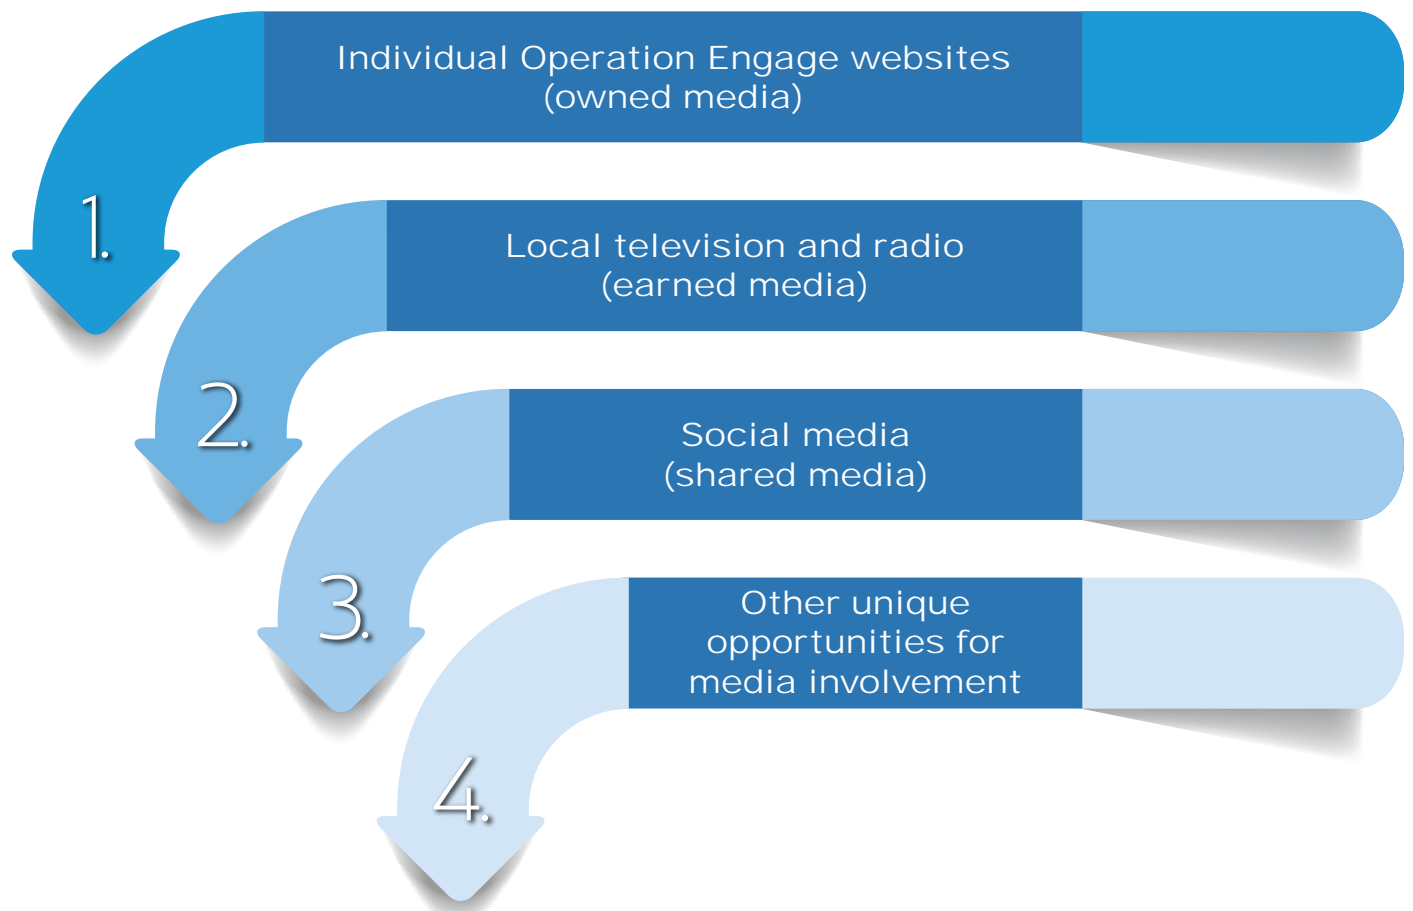 Individual Operation Engage websites
(owned media)
1.
Local television and radio
(earned media)
2.
Social media
(shared media)
3.
Other unique
opportunities for
media involvement
4.